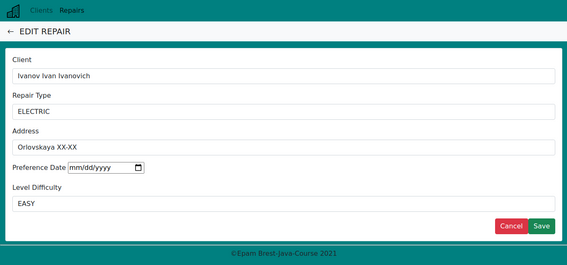 Clients Repairs
← EDIT REPAIR
Client
Ivanov Ivan Ivanovich
Repair Type
ELECTRIC
Address
Orlovskaya XX-XX
Preference Date mm/dd/yyyy
Level Difficulty
EASY
Cancel Save
©Epam Brest-Java-Course 2021